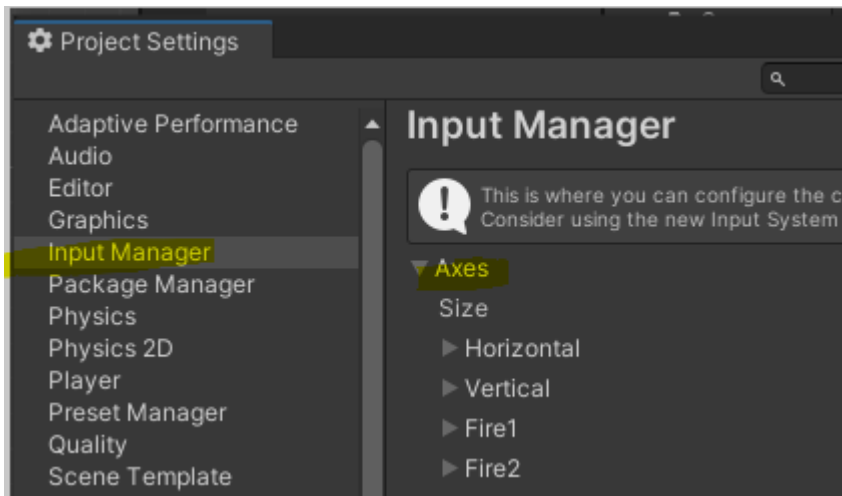 Project Settings
Adaptive Performance
Audio
Editor
Graphics
Input Manager
Package Manager
Physics
Physics 2D
Player
Preset Manager
Quality
Scene Template
Input Manager
This is where you can configure the c
Consider using the new Input System
Axes
Size
Horizontal
Vertical
Fire1
Fire2